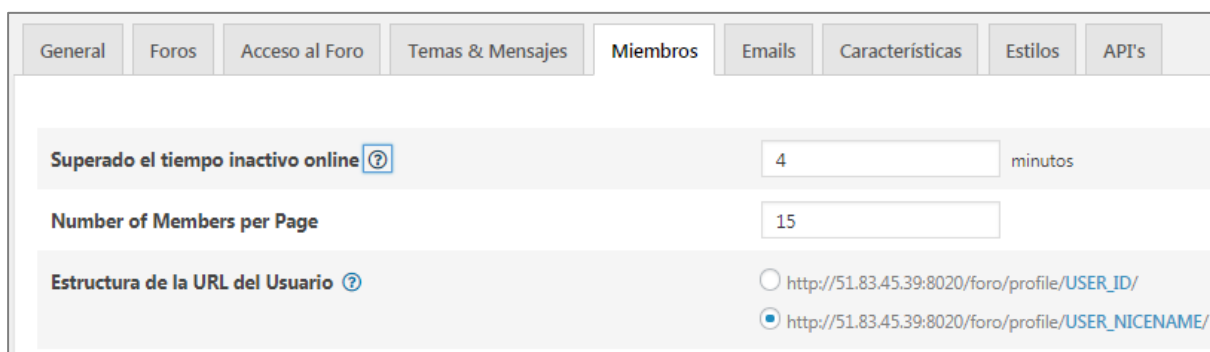 General Foros Acceso al Foro Temas & Mensajes Miembros Emails Características Estilos API's
Superado el tiempo inactivo online ? 4 minutos
Number of Members per Page 15
Estructura de la URL del Usuario ? http://51.83.45.39:8020/foro/profile/USER_ID/
http://51.83.45.39:8020/foro/profile/USER_NICENAME/